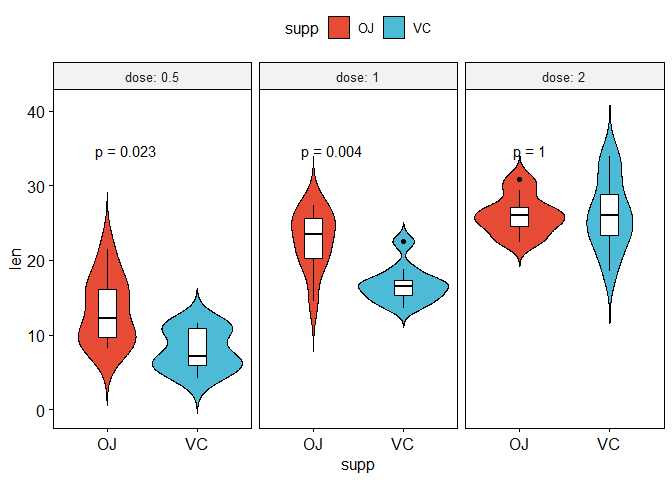 supp OJ VC
dose: 0.5 dose: 1 dose: 2
40
p = 0.023 p = 0.004 p = 1
30
len
20
10
0
OJ VC OJ VC OJ VC
supp